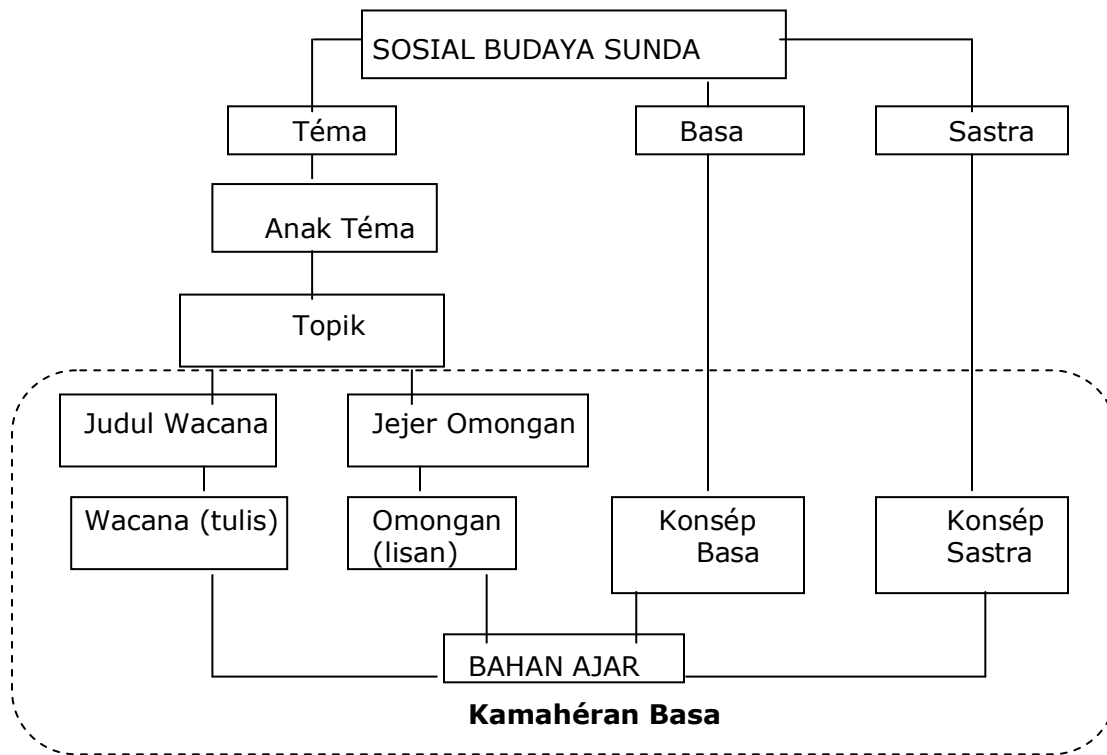 SOSIAL BUDAYA SUNDA
Téma
Basa
Sastra
Anak Téma
Topik
Judul Wacana
Jejer Omongan
Wacana (tulis)
Omongan
(lisan)
Konsép
Basa
Konsép
Sastra
BAHAN AJAR
Kamahéran Basa